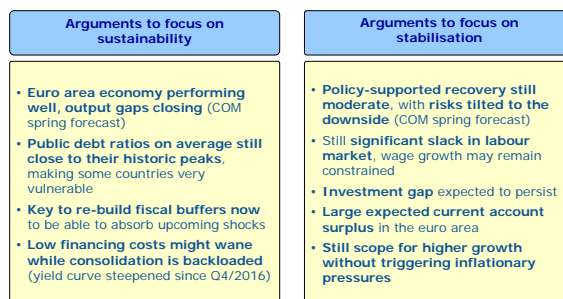 Arguments to focus on
sustainability
• Euro area economy performing
well, output gaps closing (COM
spring forecast)
• Public debt ratios on average still
close to their historic peaks,
making some countries very
vulnerable
• Key to re-build fiscal buffers now
to be able to absorb upcoming shocks
• Low financing costs might wane
while consolidation is backloaded
(yield curve steepened since Q4/2016)
Arguments to focus on
stabilisation
• Policy-supported recovery still
moderate, with risks tilted to the
downside (COM spring forecast)
• Still significant slack in labour
market, wage growth may remain
constrained
• Investment gap expected to persist
• Large expected current account
surplus in the euro area
• Still scope for higher growth
without triggering inflationary
pressures